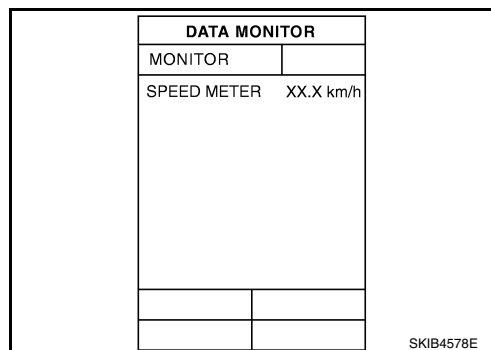 DATA MONITOR
MONITOR
SPEED METER XX.X km/h
SKIB4578E